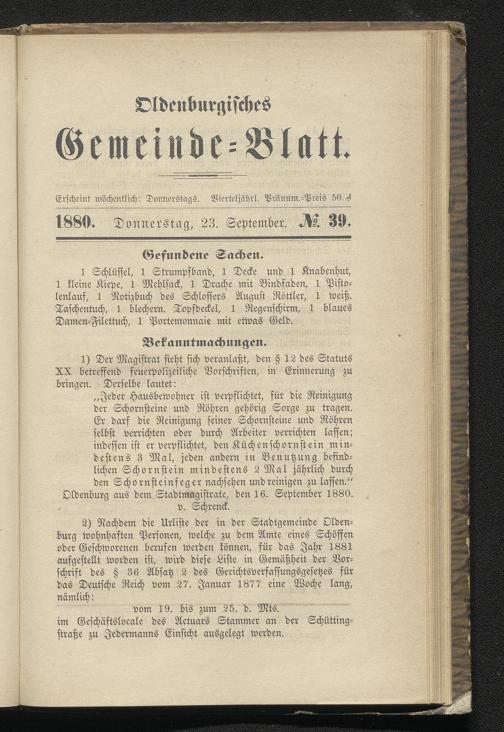 Oldenburgisches
Gemeinde-Blatt.
Erscheint wöchentlich: Donnerstags. Vierteljährl. Pränum.-Preis 50 ₰
1880. Donnerstag, 23. September. № 39.
Gefundene Sachen.
1 Schlüssel, 1 Strumpfband, 1 Decke und 1 Knabenhut,
1 kleine Kiepe, 1 Mehlsack, 1 Drache mit Bindfaden, 1 Pisto-
lenlauf, 1 Notizbuch des Schlossers August Röttler, 1 weiß.
Taschentuch, 1 blechern. Topfdeckel, 1 Regenschirm, 1 blaues
Damen-Filettuch, 1 Portemonnaie mit etwas Geld.
Bekanntmachungen.
1) Der Magistrat sieht sich veranlaßt, den § 12 des Statuts
XX betreffend feuerpolizeiliche Vorschriften, in Erinnerung zu
bringen. Derselbe lautet:
„Jeder Hausbewohner ist verpflichtet, für die Reinigung
der Schornsteine und Röhren gehörig Sorge zu tragen.
Er darf die Reinigung seiner Schornsteine und Röhren
selbst verrichten oder durch Arbeiter verrichten lassen;
indessen ist er verpflichtet, den Küchenschornstein min-
destens 3 Mal, jeden andern in Benutzung befind-
lichen Schornstein mindestens 2 Mal jährlich durch
den Schornsteinfeger nachsehen und reinigen zu lassen.“
Oldenburg aus dem Stadtmagistrate, den 16. September 1880.
v. Schrenck.
2) Nachdem die Urliste der in der Stadtgemeinde Olden-
burg wohnhaften Personen, welche zu dem Amte eines Schöffen
oder Geschworenen berufen werden können, für das Jahr 1881
aufgestellt worden ist, wird diese Liste in Gemäßheit der Vor-
schrift des § 36 Absatz 2 des Gerichtsverfassungsgesetzes für
das Deutsche Reich vom 27. Januar 1877 eine Woche lang,
nämlich:
vom 19. bis zum 25. d. Mts.
im Geschäftslocale des Actuars Stammer an der Schütting-
straße zu Jedermanns Einsicht ausgelegt werden.